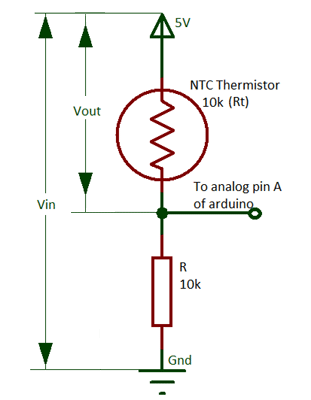 5V
NTC Thermistor
10k (Rt)
Vout
To analog pin A
of arduino
Vin
R
10k
Gnd